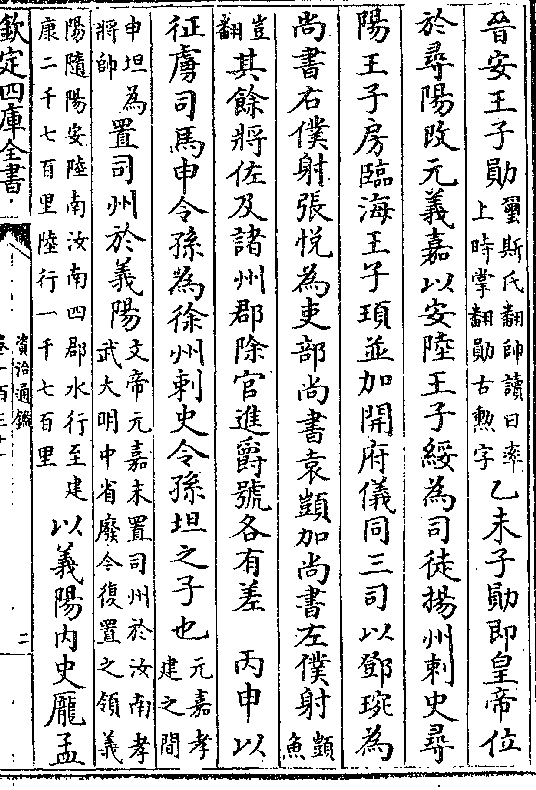 晉安王子勛璽斯氏翻帥讀曰率上時掌翻勛古勲字乙未子勛即皇帝位
於尋陽改元義嘉以安陸王子綏為司徒揚州刺史尋
陽王子房臨海王子頊並加開府儀同三司以鄧琬為
尚書右僕射張悅為吏部尚書袁顗加尚書左僕射顗魚
豈翻其餘將佐及諸州郡除官進爵號各有差　丙申以
征虜司馬申令孫為徐州刺史令孫坦之子也元嘉孝建之間
申坦為將帥置司州於義陽文帝元嘉末置司州於汝南孝武大明中省廢今復置之領義
陽隨陽安陸南汝南四郡水行至建康二千七百里陸行一千七百里以義陽内史龐孟
欽定四庫全書
資治通鑑
卷一百三十一
二